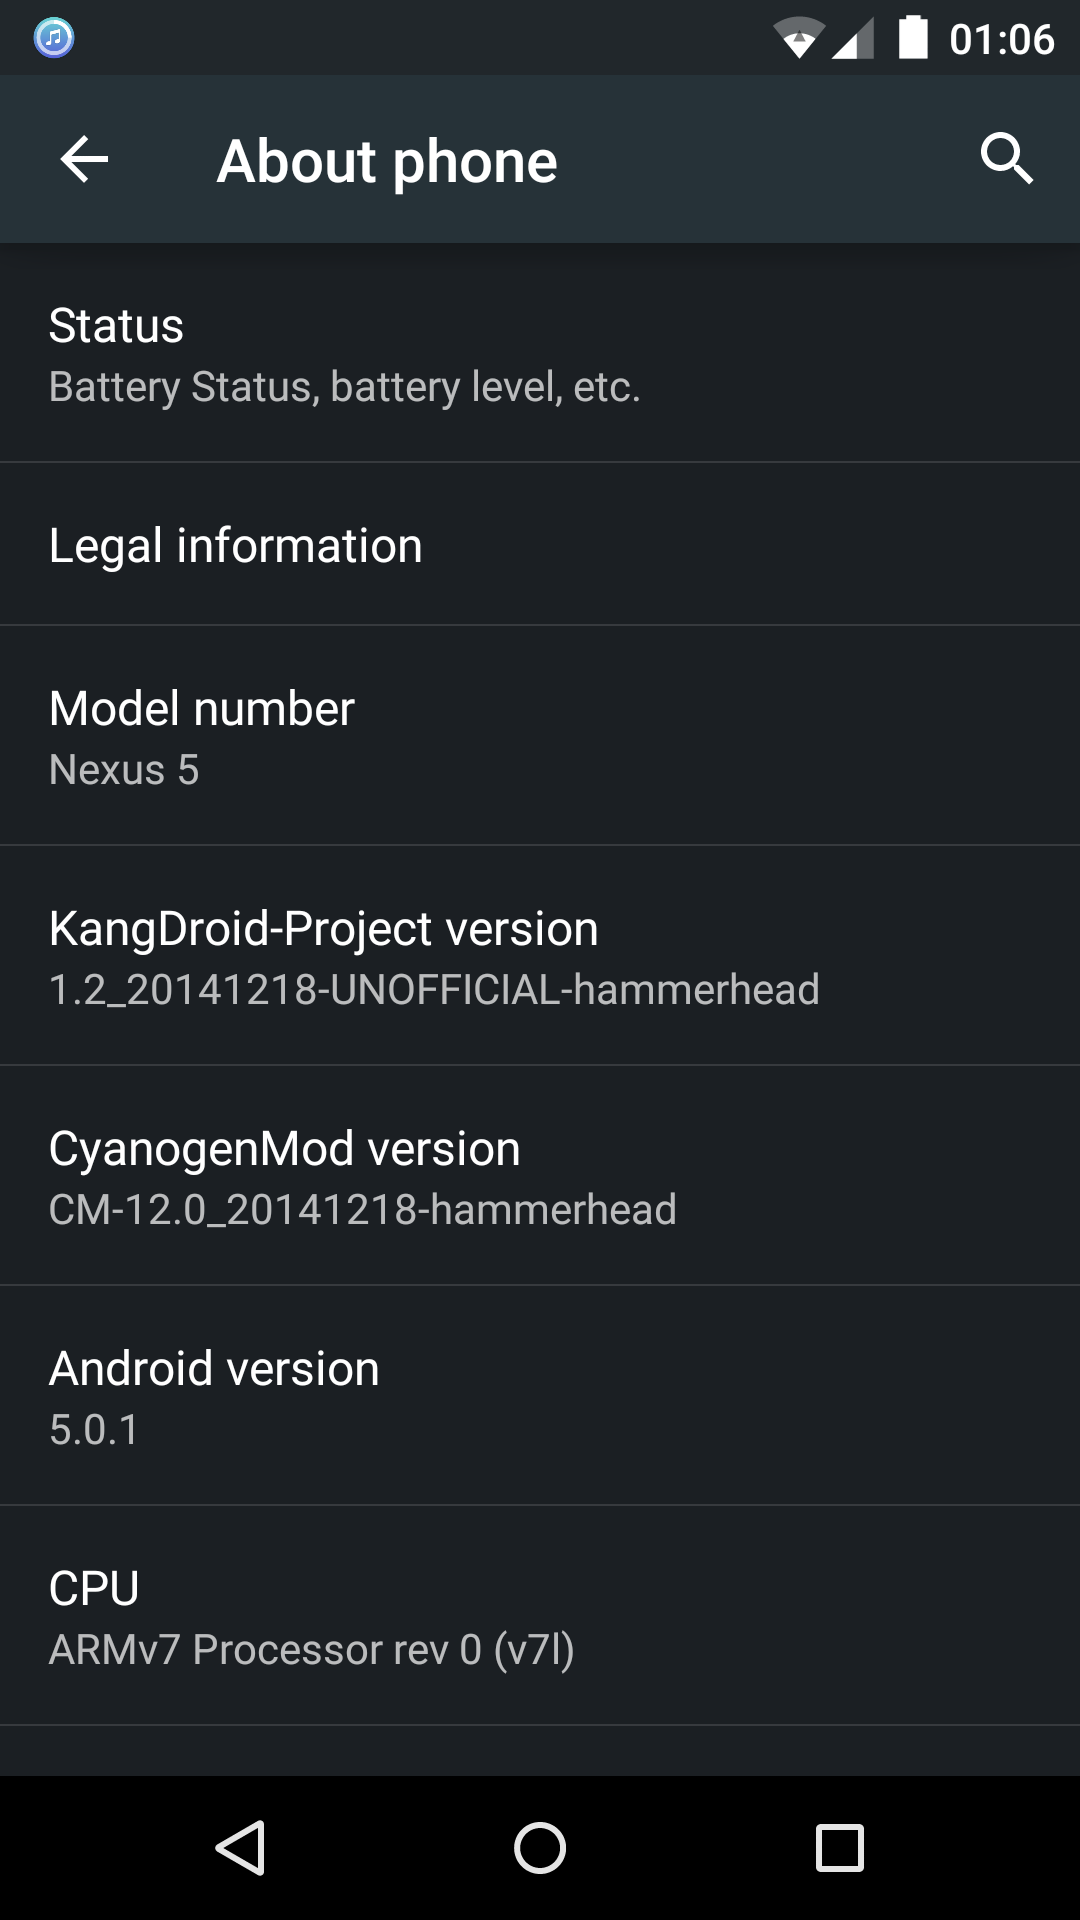 01:06
About phone
Status
Battery Status, battery level, etc.
Legal information
Model number
Nexus 5
KangDroid-Project version
1.2_20141218-UNOFFICIAL-hammerhead
CyanogenMod version
CM-12.0_20141218-hammerhead
Android version
5.0.1
CPU
ARMv7 Processor rev 0 (v7l)